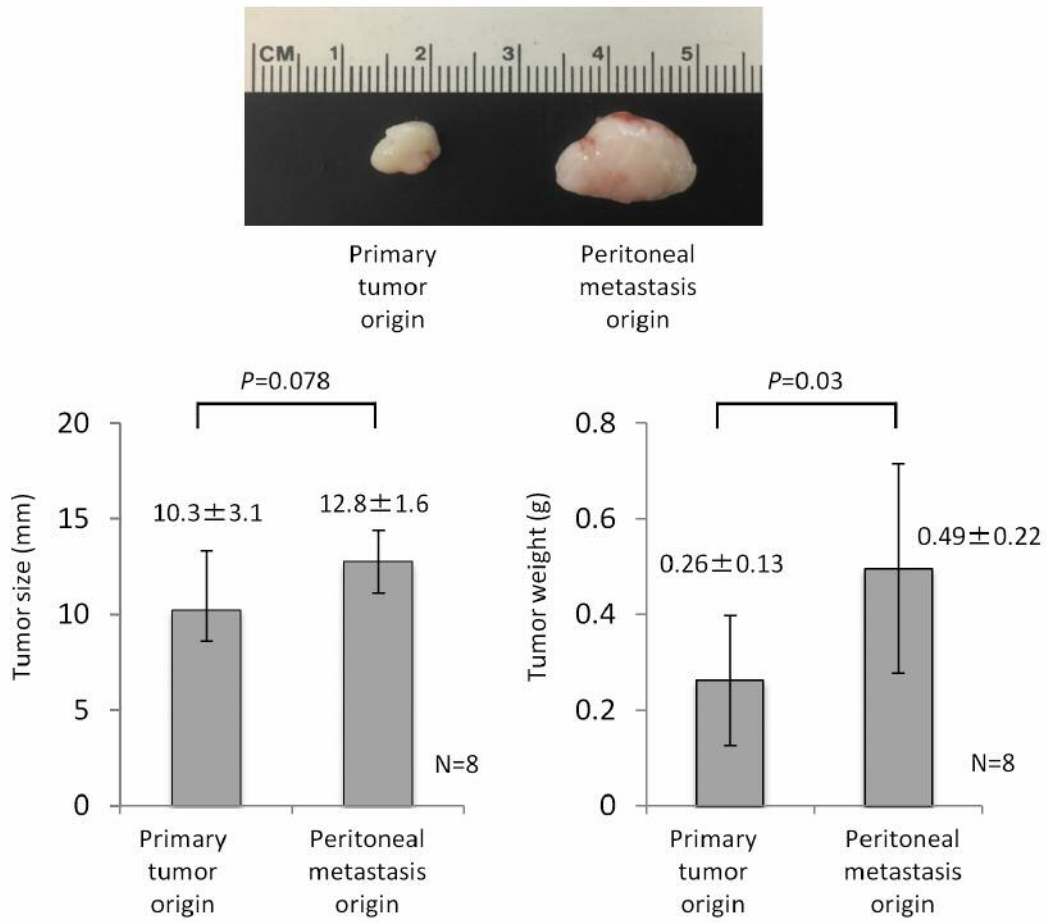 CM 1 2 3 4 5
Primary
tumor
origin
Peritoneal
metastasis
origin
P=0.078
Tumor size (mm)
20
15
10
5
0
10.3±3.1
12.8±1.6
N=8
Primary
tumor
origin
Peritoneal
metastasis
origin
P=0.03
Tumor weight (g)
0.8
0.6
0.4
0.2
0
0.26±0.13
0.49±0.22
N=8
Primary
tumor
origin
Peritoneal
metastasis
origin